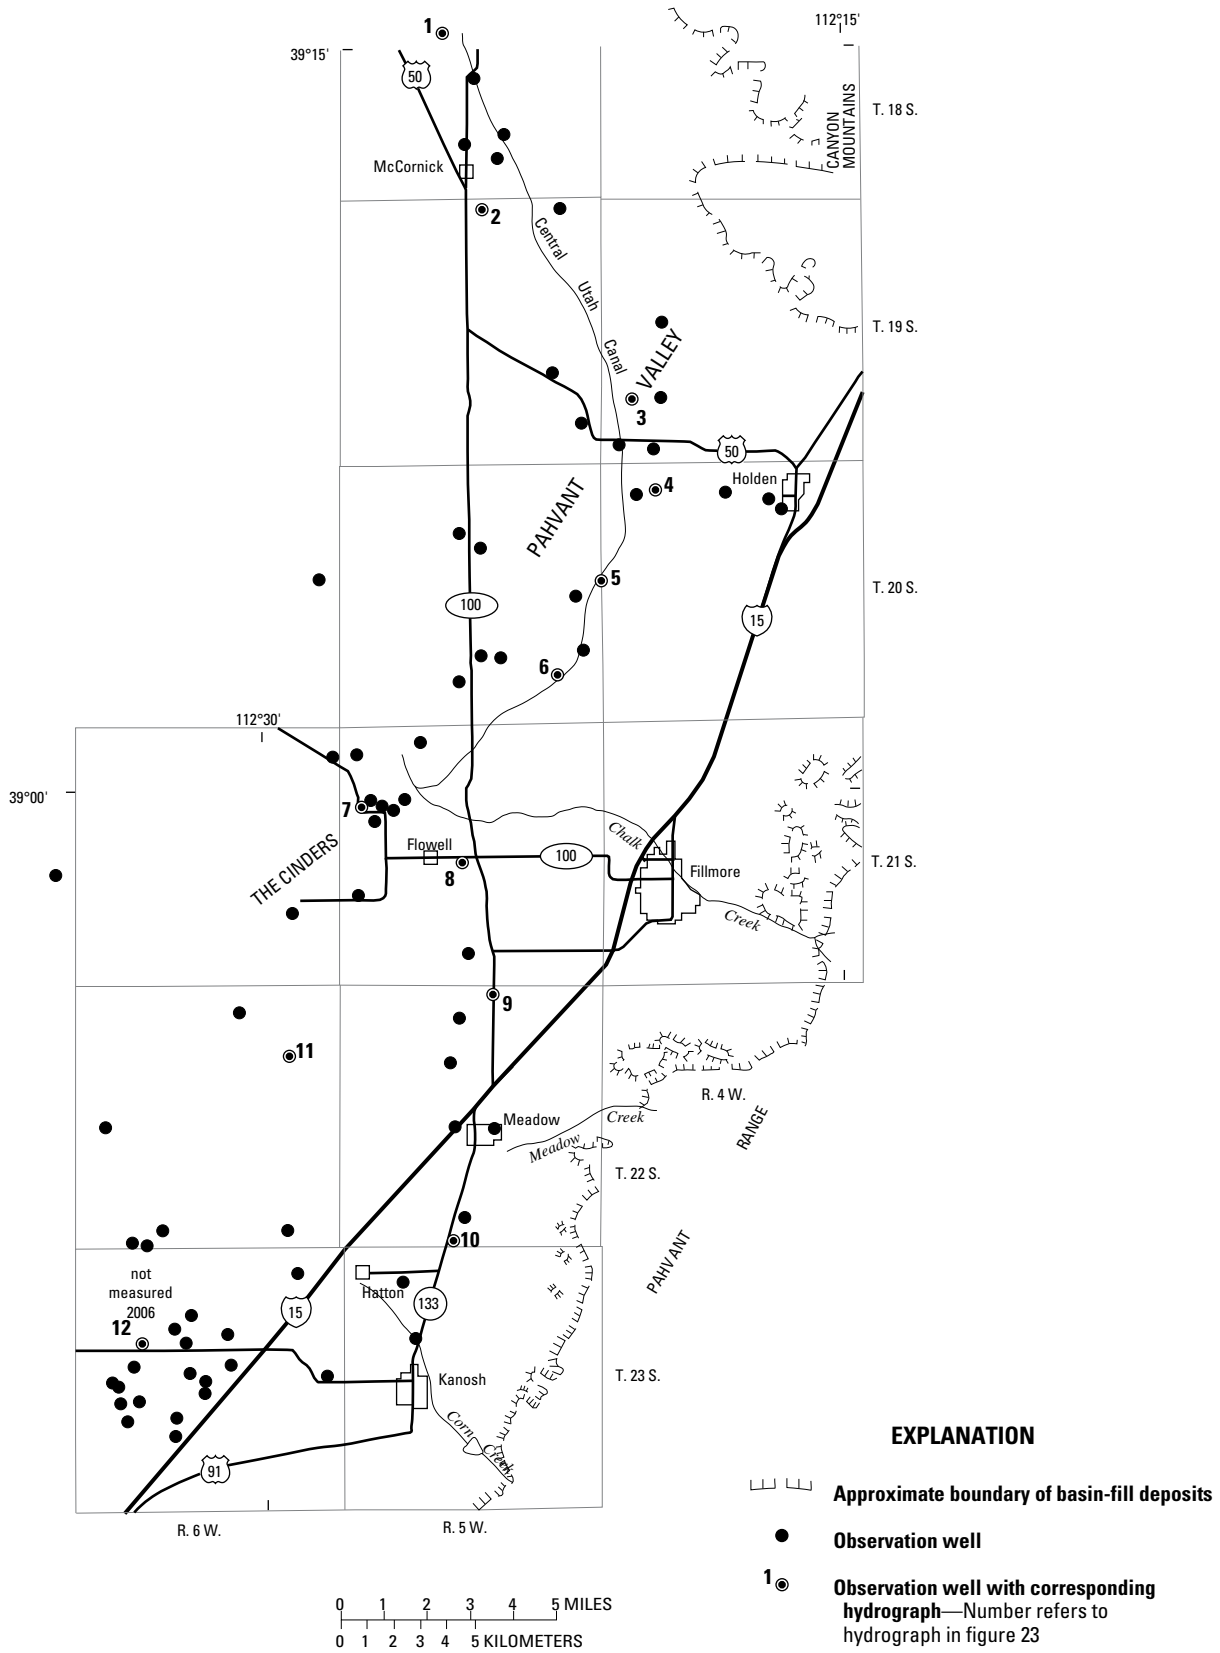 1
112°15'
39°15'
50
CANYON
MOUNTAINS
T. 18 S.
McCornick
2
Central
Utah
Canal
T. 19 S.
VALLEY
3
50
Holden
4
PAHVANT
5
T. 20 S.
100
15
6
112°30'
39°00'
7
THE CINDERS
Flowell
8
100
Chalk
Creek
Fillmore
T. 21 S.
9
11
R. 4 W.
Meadow
Meadow
Creek
RANGE
T. 22 S.
10
PAHVANT
not
measured
2006
12
15
Hatton
133
Kanosh
T. 23 S.
Corn
Creek
91
R. 6 W.
R. 5 W.
EXPLANATION
Approximate boundary of basin-fill deposits
Observation well
1
Observation well with corresponding
hydrograph—Number refers to
hydrograph in figure 23
0 1 2 3 4 5 MILES
0 1 2 3 4 5 KILOMETERS